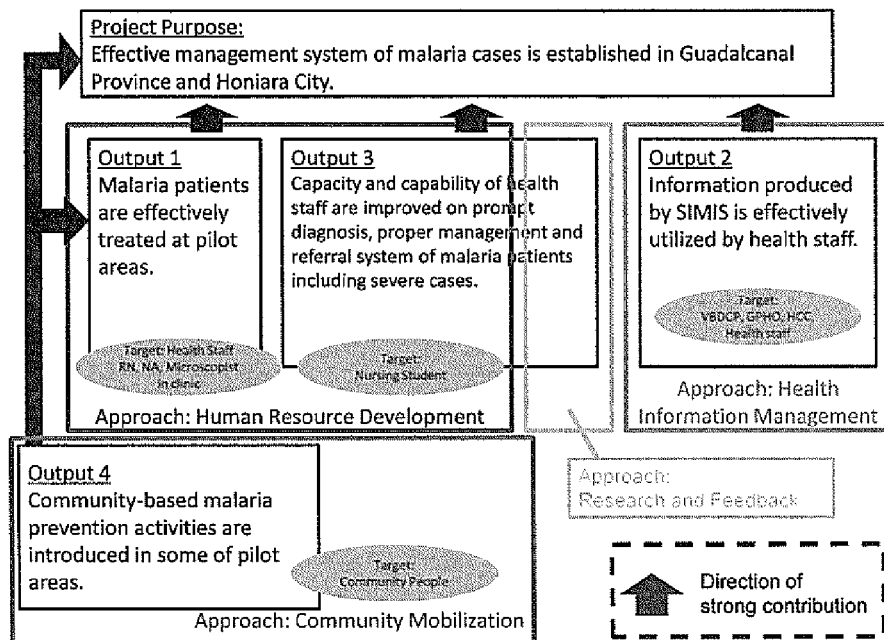 Project Purpose:
Effective management system of malaria cases is established in Guadalcanal
Province and Honiara City.
Output 1
Malaria patients
are effectively
treated at pilot
areas.
Target: Health Staff
RN, NA, Microscopist
in clinic
Output 3
Capacity and capability of health
staff are improved on prompt
diagnosis, proper management and
referral system of malaria patients
including severe cases.
Target:
Nursing Student
Approach: Human Resource Development
Output 2
Information produced
by SIMIS is effectively
utilized by health staff.
Target:
VBDCP, GPHO, HCC
Health staff
Approach: Health
Information Management
Approach:
Research and Feedback
Output 4
Community-based malaria
prevention activities are
introduced in some of pilot
areas.
Target:
Community People
Approach: Community Mobilization
Direction of
strong contribution